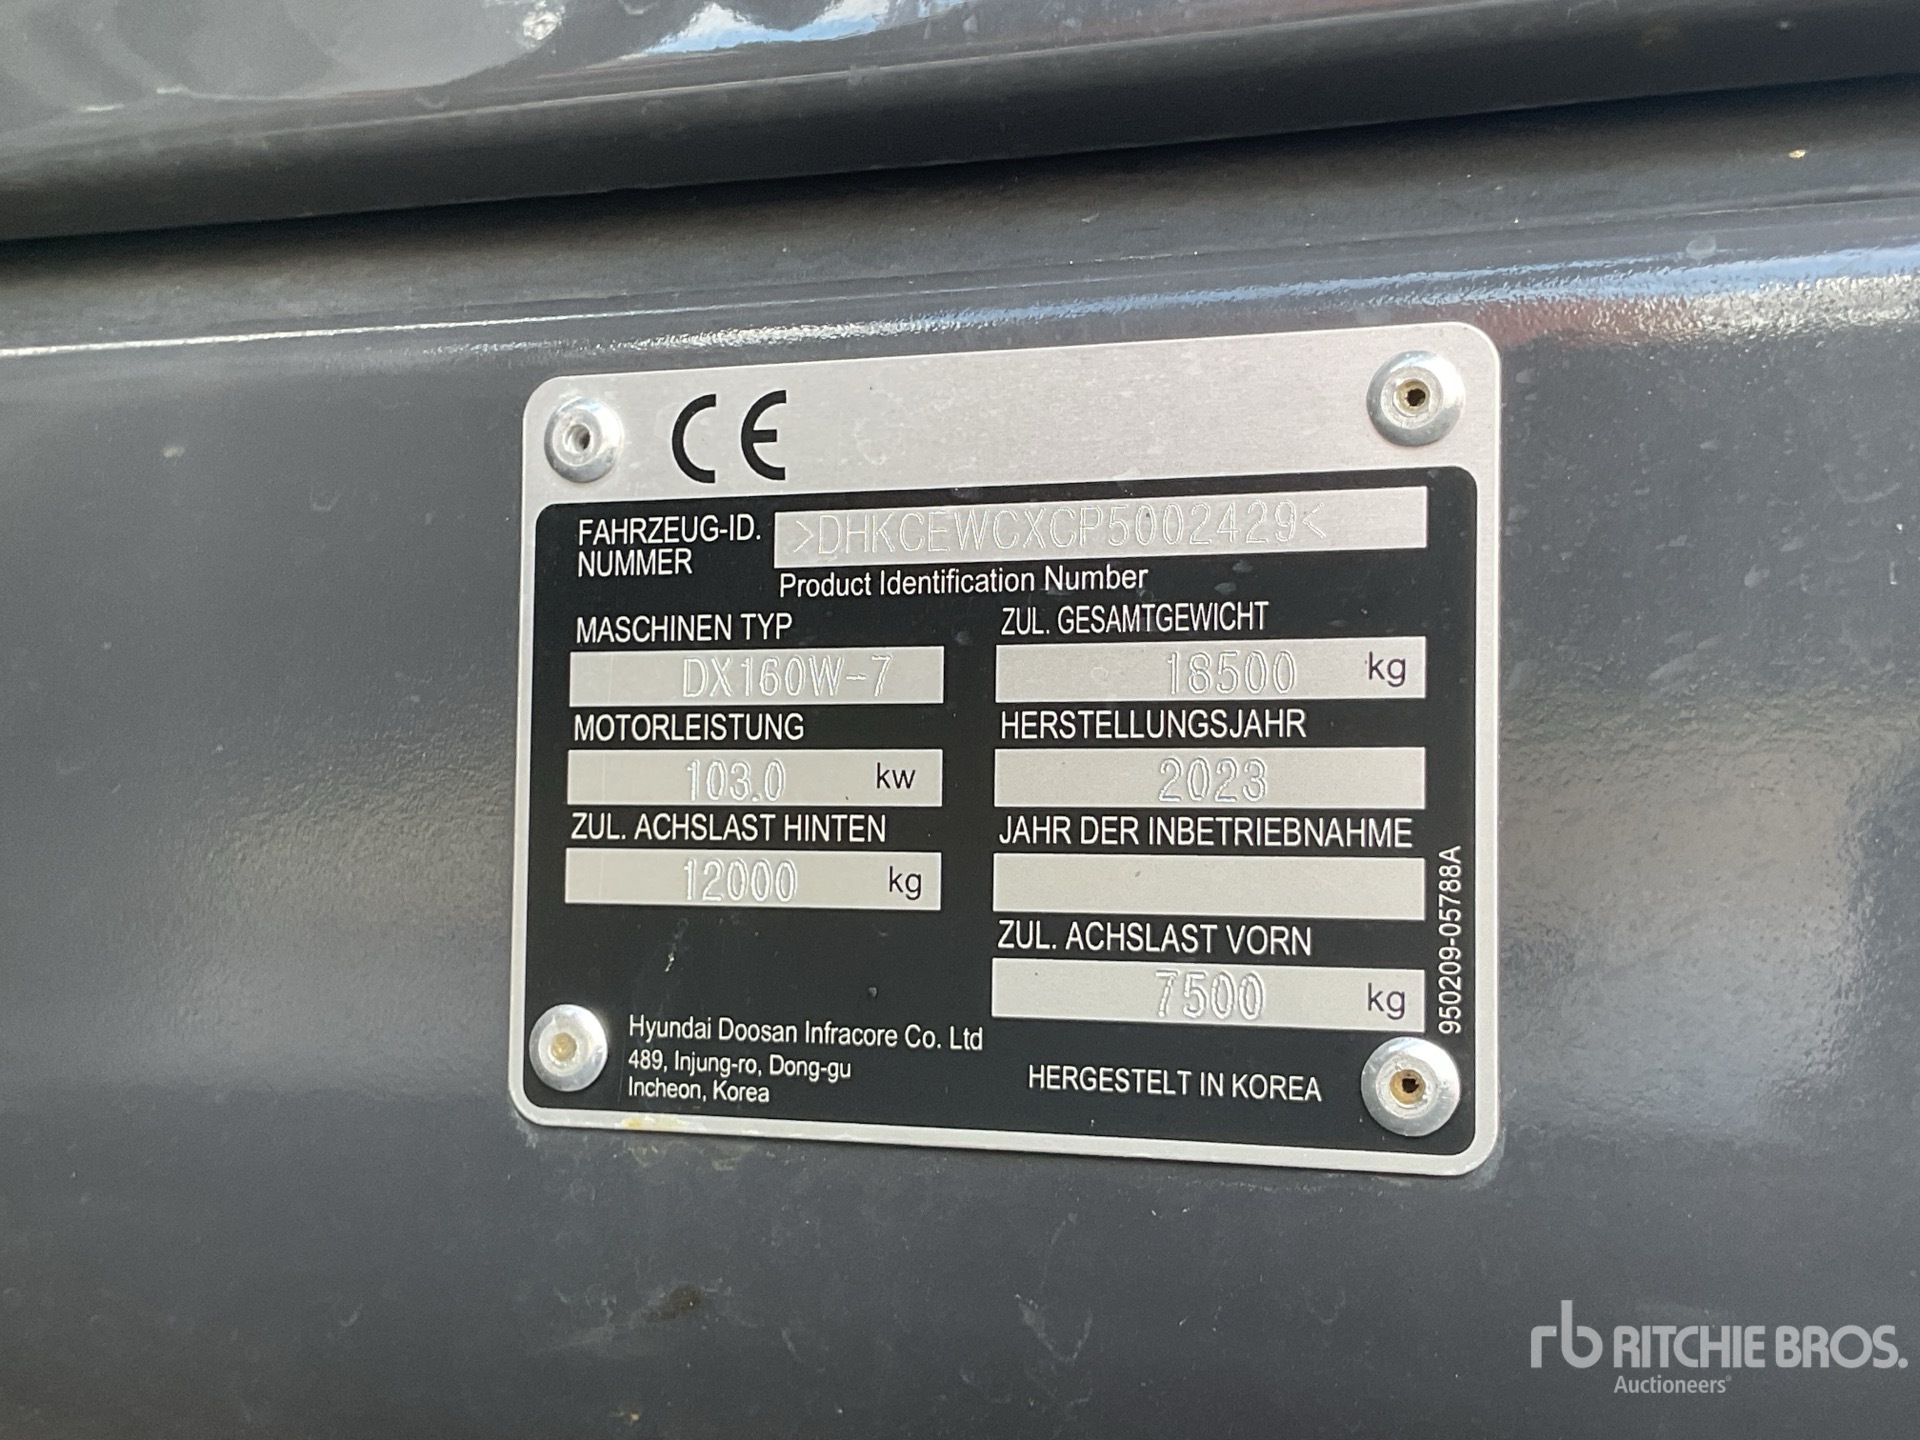 CE
FAHRZEUG-ID. NUMMER
>DHKCEWCXCP5002429<
Product Identification Number
MASCHINEN TYP
DX160W-7
ZUL. GESAMTGEWICHT
18500 kg
MOTORLEISTUNG
103.0 kw
HERSTELLUNGSJAHR
2023
ZUL. ACHSLAST HINTEN
12000 kg
JAHR DER INBETRIEBNAHME
ZUL. ACHSLAST VORN
7500 kg
950209-05788A
Hyundai Doosan Infracore Co. Ltd
489, Injung-ro, Dong-gu
Incheon, Korea
HERGESTELT IN KOREA
rb RITCHIE BROS.
Auctioneers